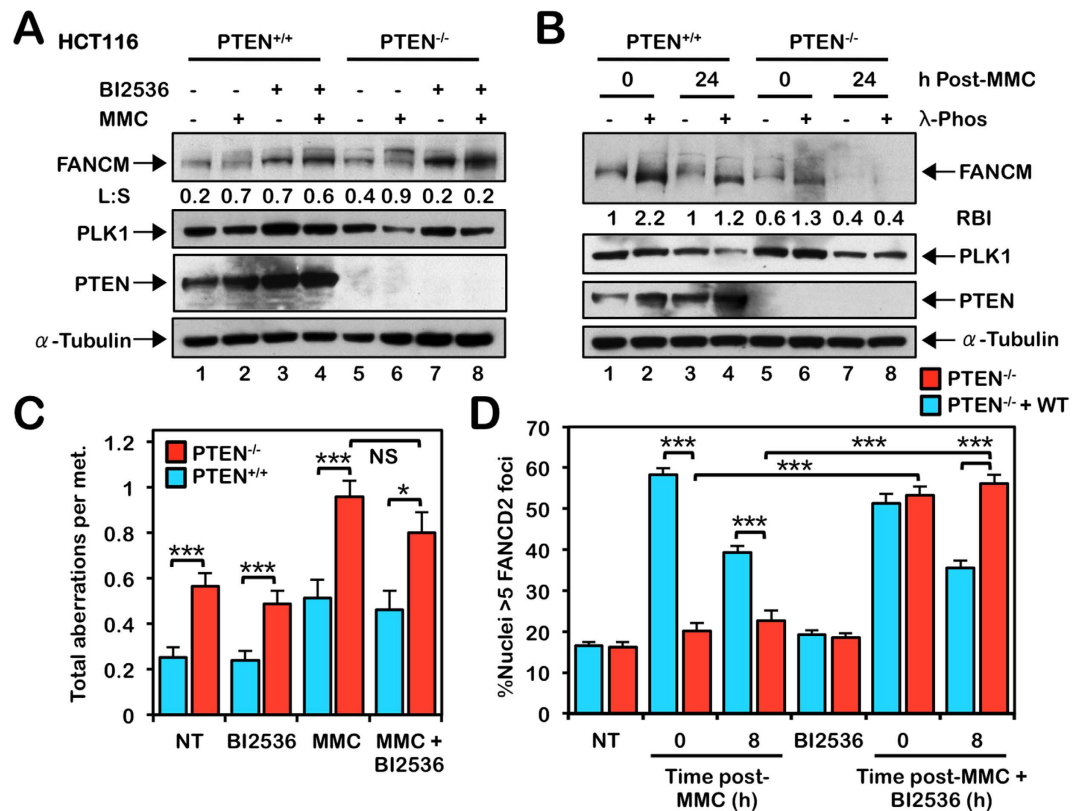 A
HCT116 PTEN+/+ PTEN-/-
BI2536 - - + + - - + +
MMC - + - + - + - +
FANCM
L:S 0.2 0.7 0.7 0.6 0.4 0.9 0.2 0.2
PLK1
PTEN
α-Tubulin
1 2 3 4 5 6 7 8
B
PTEN+/+ PTEN-/-
0 24 0 24 h Post-MMC
- + - + - + - + λ-Phos
FANCM
1 2.2 1 1.2 0.6 1.3 0.4 0.4 RBI
PLK1
PTEN
α-Tubulin
1 2 3 4 5 6 7 8
C
Total aberrations per met.
1.2
1
0.8
0.6
0.4
0.2
0
PTEN-/-
PTEN+/+
*** *** *** NS *
NT BI2536 MMC MMC + BI2536
D
PTEN-/-
PTEN-/- + WT
%Nuclei >5 FANCD2 foci
70
60
50
40
30
20
10
0
*** *** *** *** ***
NT 0 8 BI2536 0 8
Time post-MMC (h)
Time post-MMC + BI2536 (h)